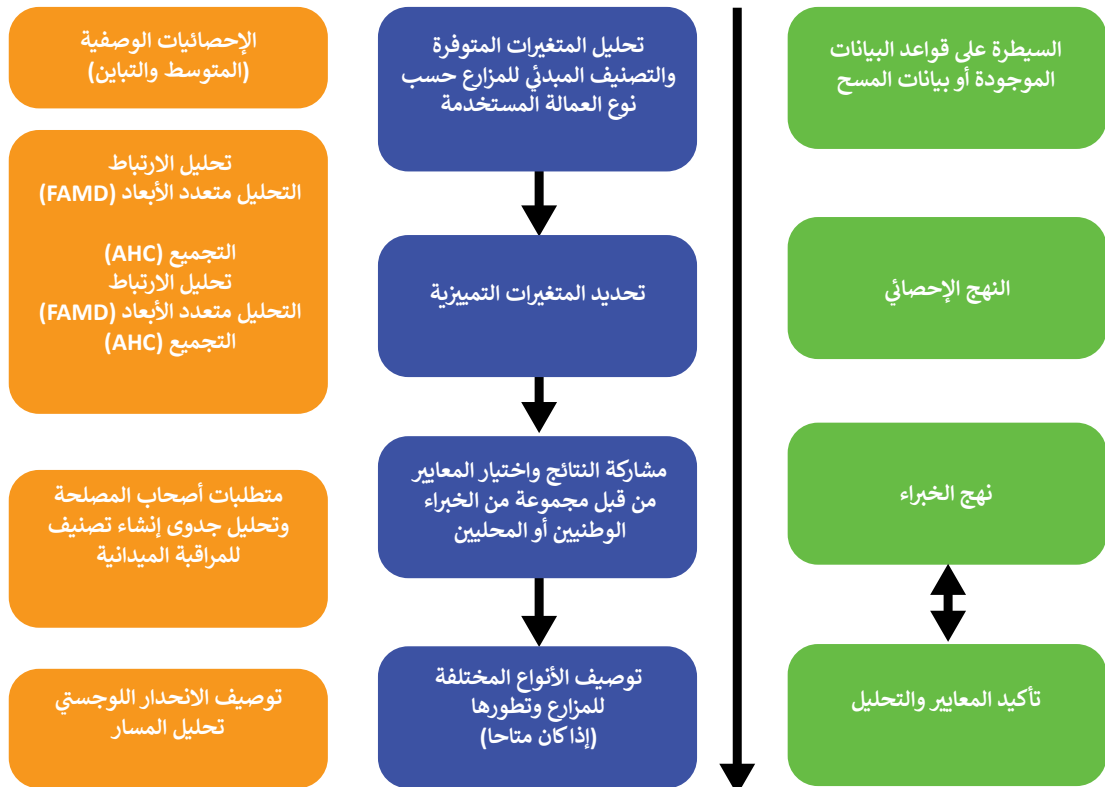 السيطرة على قواعد البيانات
الموجودة أو بيانات المسح
تحليل المتغيرات المتوفرة
والتصنيف المبدئي للمزارع حسب
نوع العمالة المستخدمة
الإحصائيات الوصفية
(المتوسط والتباين)
النهج الإحصائي
تحديد المتغيرات التمييزية
تحليل الارتباط
التحليل متعدد الأبعاد (FAMD)
التجميع (AHC)
تحليل الارتباط
التحليل متعدد الأبعاد (FAMD)
التجميع (AHC)
نهج الخبراء
مشاركة النتائج واختيار المعايير
من قبل مجموعة من الخبراء
الوطنيين أو المحليين
متطلبات أصحاب المصلحة
وتحليل جدوى إنشاء تصنيف
للمراقبة الميدانية
تأكيد المعايير والتحليل
توصيف الأنواع المختلفة
للمزارع وتطورها
(إذا كان متاحا)
توصيف الانحدار اللوجستي
تحليل المسار